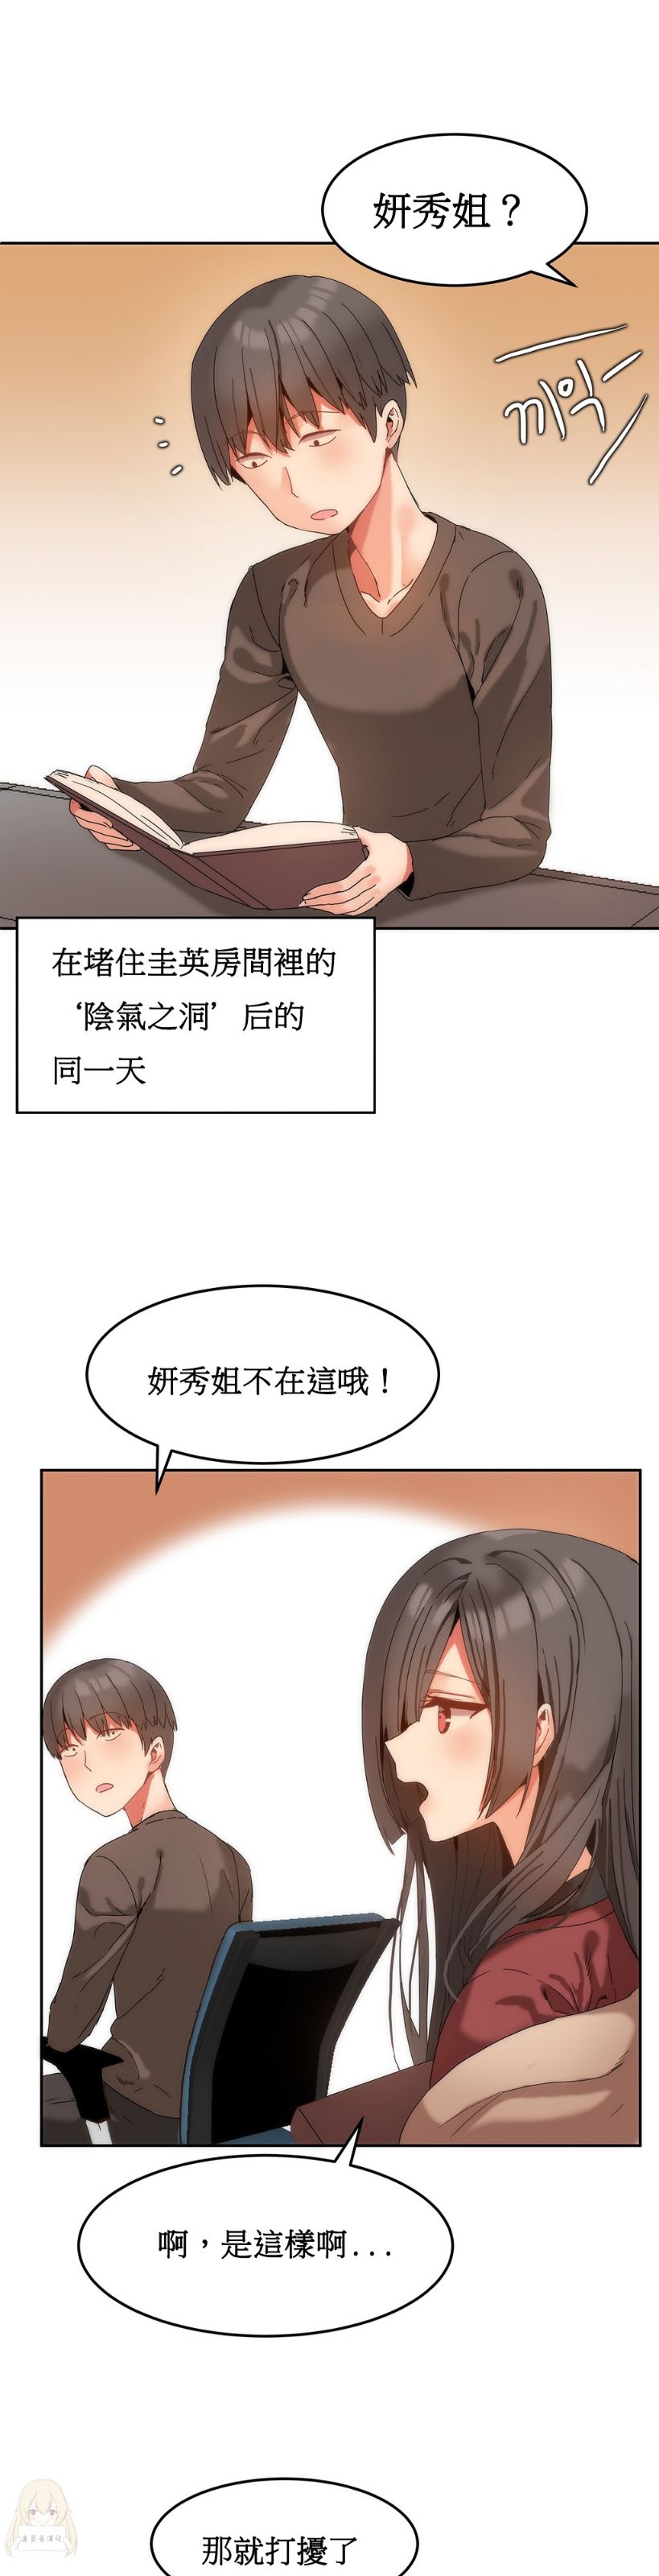 妍秀姐？
끼익
在堵住圭英房間裡的
‘陰氣之洞’后的
同一天
妍秀姐不在這哦！
啊，是這樣啊...
那就打擾了